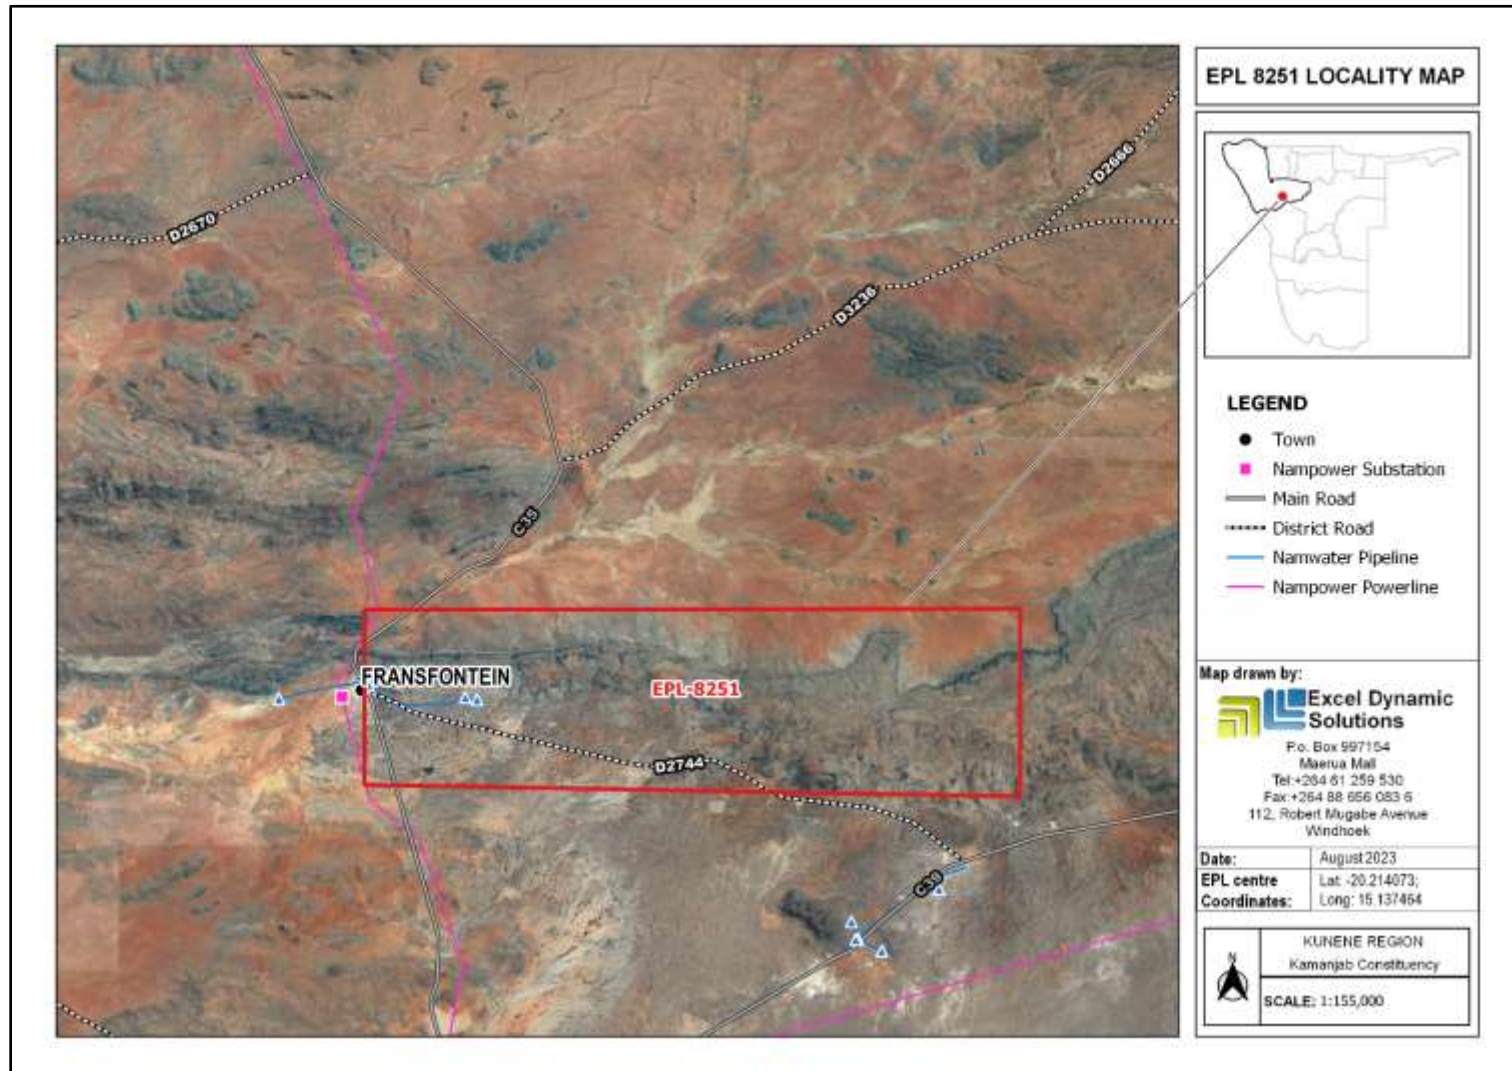 EPL 8251 LOCALITY MAP
D2666
D2670
D3236
C35
FRANSFONTEIN
EPL-8251
D2744
C39
LEGEND
Town
Nampower Substation
Main Road
District Road
Namwater Pipeline
Nampower Powerline
Map drawn by:
Excel Dynamic
Solutions
P.o. Box 997154
Maerua Mall
Tel:+264 61 259 530
Fax:+264 88 656 083 6
112, Robert Mugabe Avenue
Windhoek
Date: August 2023
EPL centre Lat: -20.214073;
Coordinates: Long: 15.137464
N
KUNENE REGION
Kamanjab Constituency
SCALE: 1:155,000